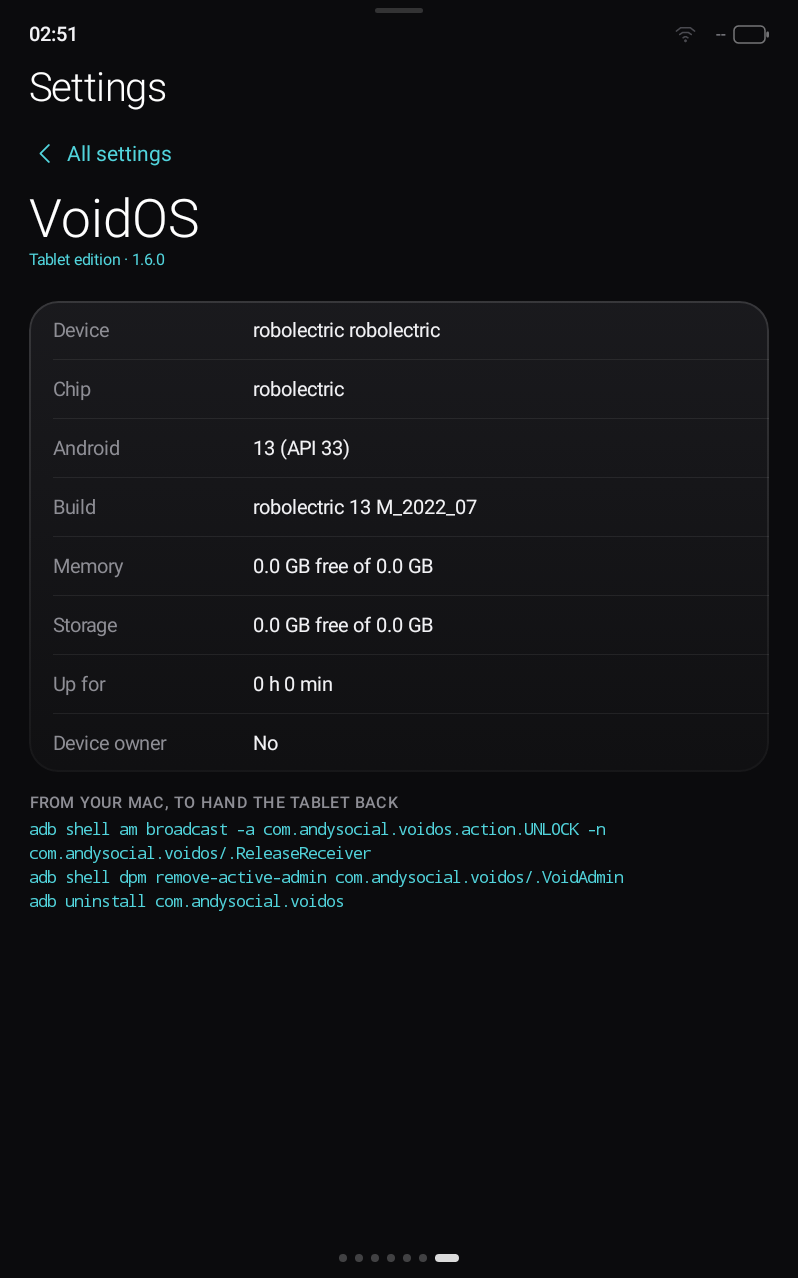 02:51
--
Settings
All settings
VoidOS
Tablet edition · 1.6.0
Device robolectric robolectric
Chip robolectric
Android 13 (API 33)
Build robolectric 13 M_2022_07
Memory 0.0 GB free of 0.0 GB
Storage 0.0 GB free of 0.0 GB
Up for 0 h 0 min
Device owner No
FROM YOUR MAC, TO HAND THE TABLET BACK
adb shell am broadcast -a com.andysocial.voidos.action.UNLOCK -n
com.andysocial.voidos/.ReleaseReceiver
adb shell dpm remove-active-admin com.andysocial.voidos/.VoidAdmin
adb uninstall com.andysocial.voidos